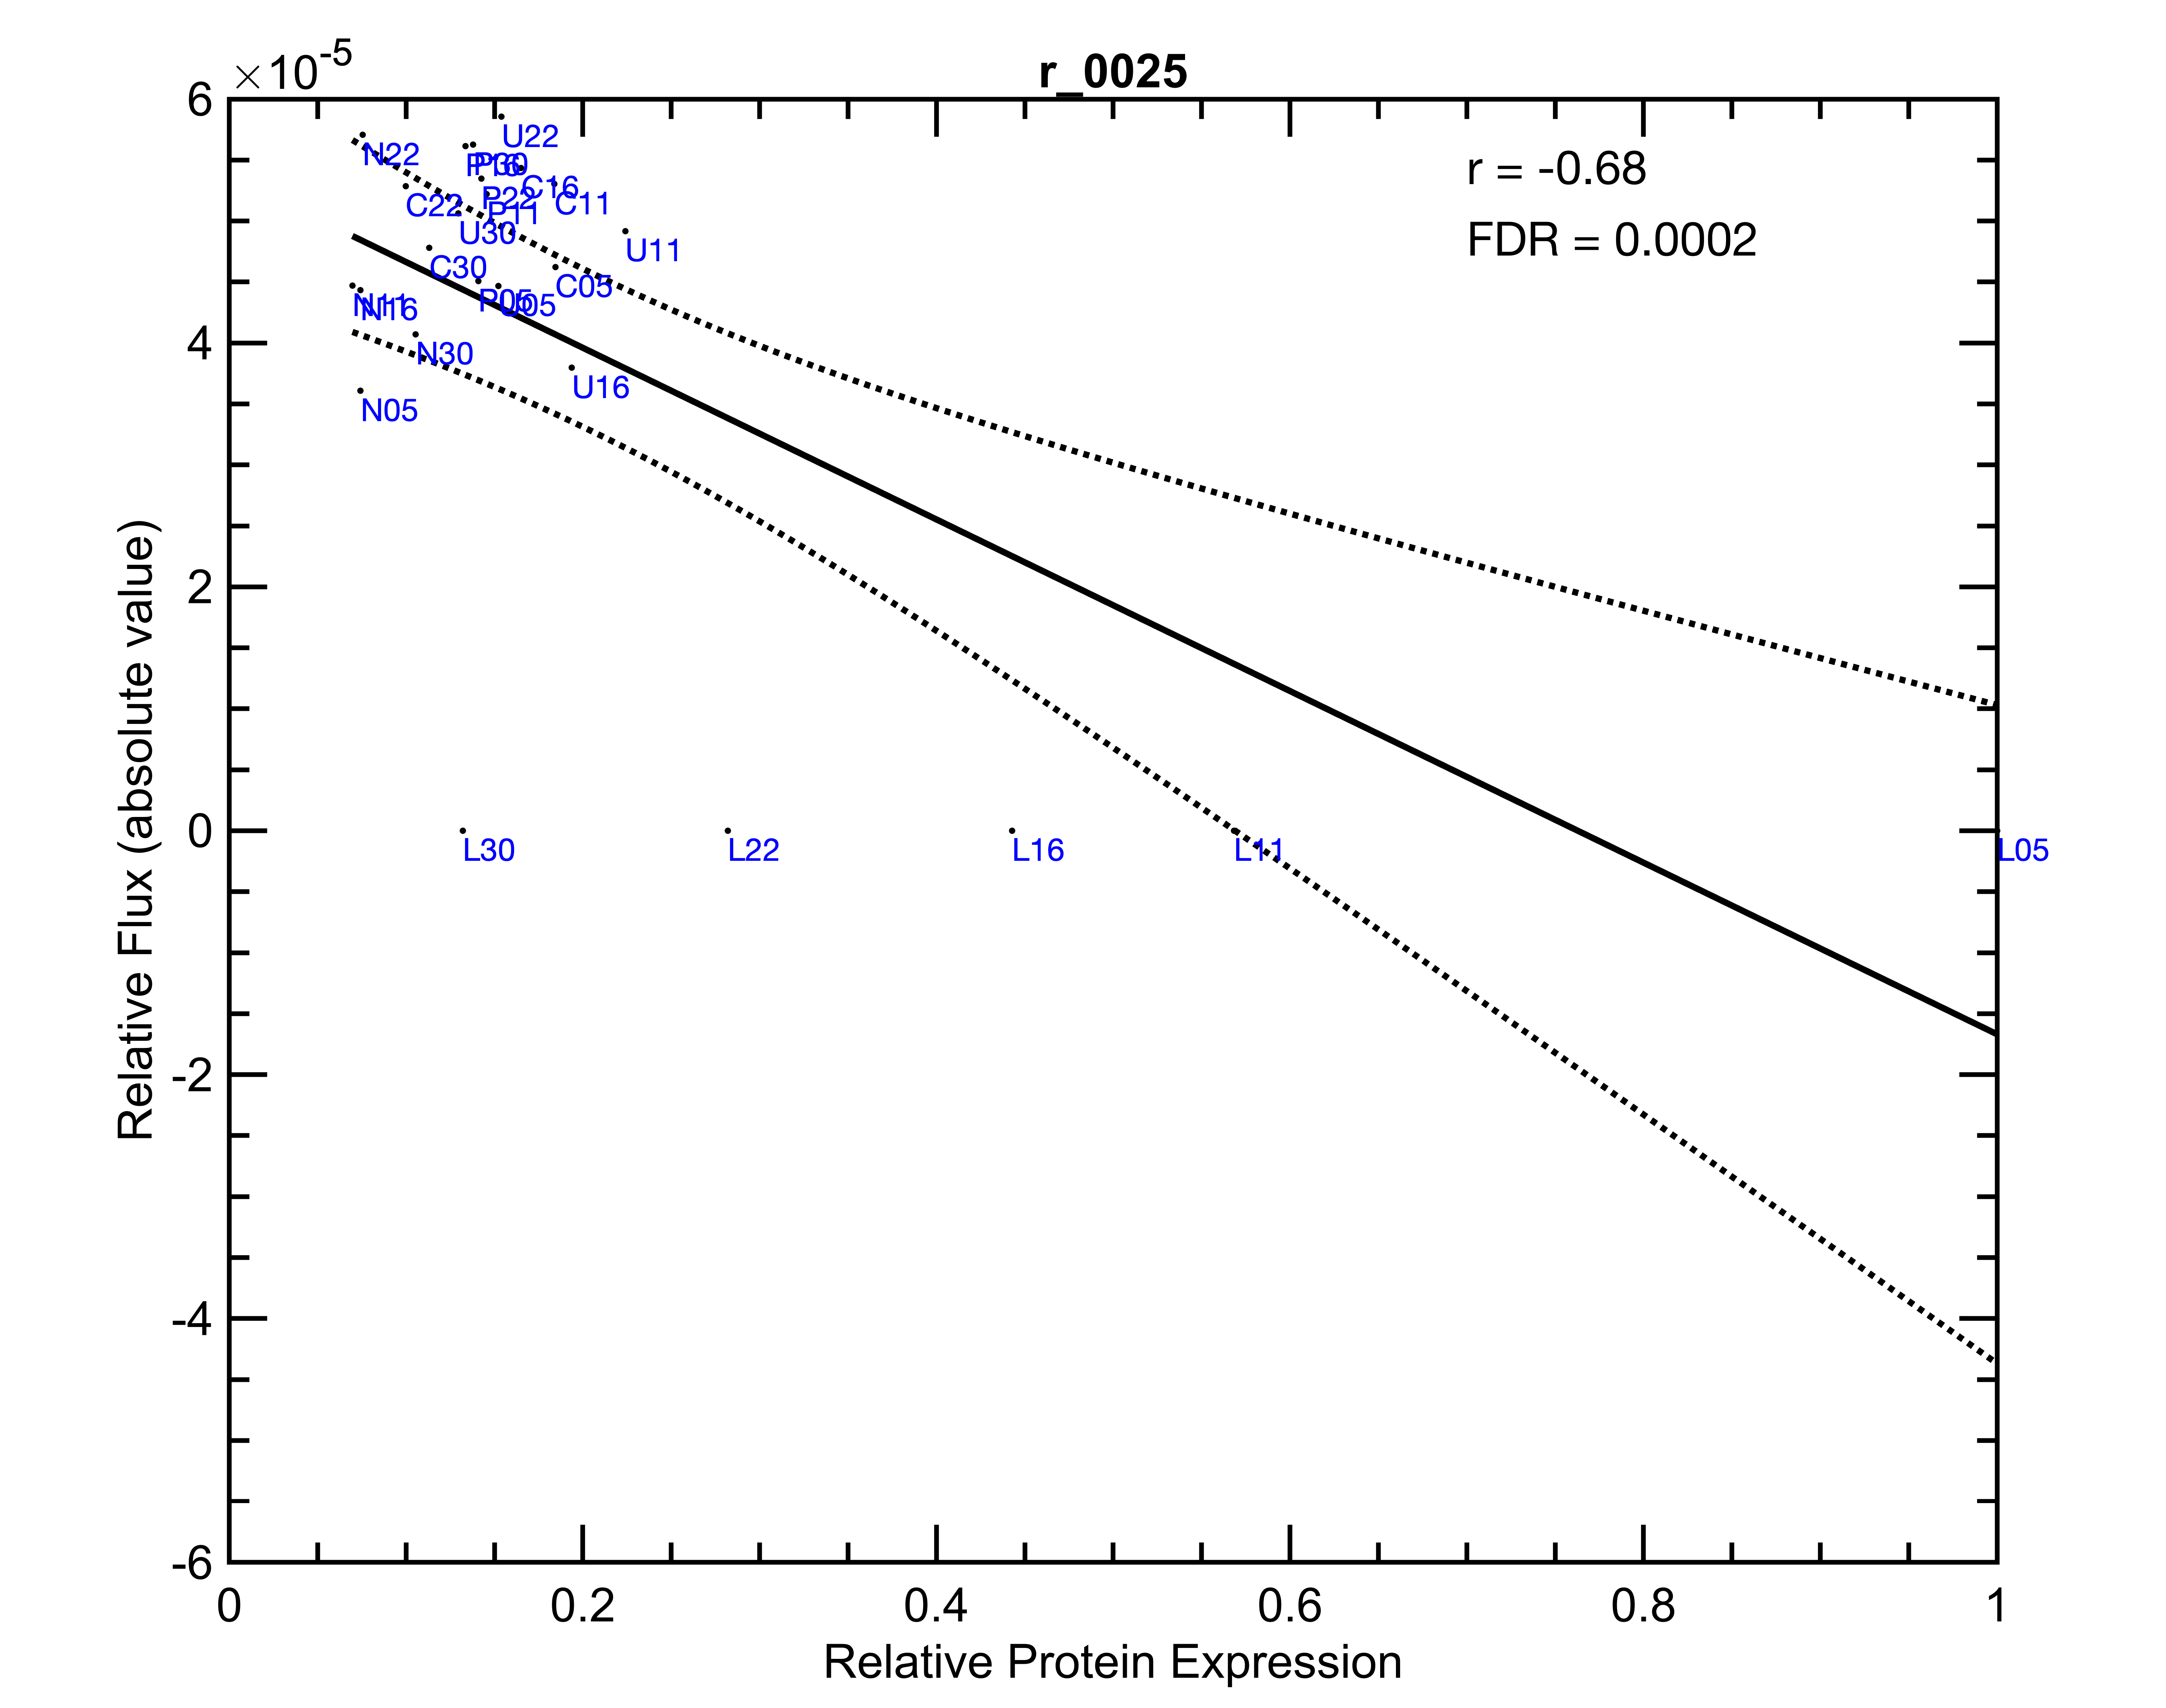 ×10-5
r_0025
r = -0.68
FDR = 0.0002
6
4
2
0
-2
-4
-6
Relative Flux (absolute value)
U22
N22
P30
C16
C22
P22
C11
P11
U30
U11
C30
C05
N11
N16
P05
U05
N30
U16
N05
L30
L22
L16
L11
L05
0
0.2
0.4
0.6
0.8
1
Relative Protein Expression